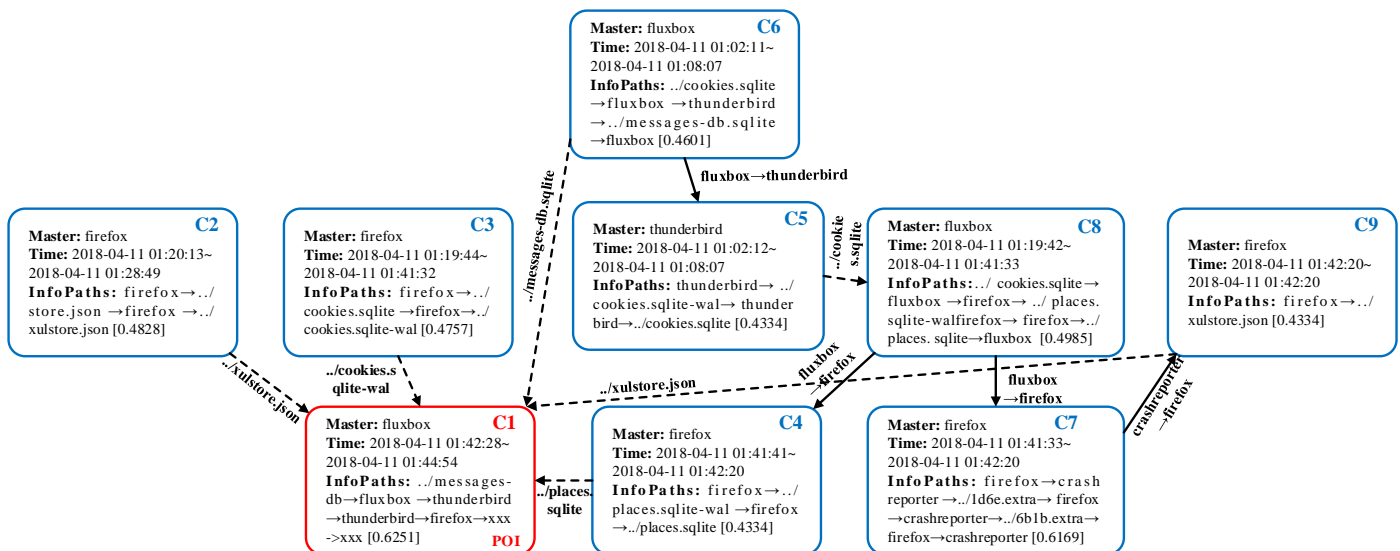 C6
Master: fluxbox
Time: 2018-04-11 01:02:11~
2018-04-11 01:08:07
InfoPaths: ../cookies.sqlite
→fluxbox →thunderbird
→../messages-db.sqlite
→fluxbox [0.4601]
../messages-db.sqlite
fluxbox→thunderbird
C2
Master: firefox
Time: 2018-04-11 01:20:13~
2018-04-11 01:28:49
InfoPaths: firefox→../
store.json →firefox →../
xulstore.json [0.4828]
C3
Master: firefox
Time: 2018-04-11 01:19:44~
2018-04-11 01:41:32
InfoPaths: firefox→../
cookies.sqlite →firefox→../
cookies.sqlite-wal [0.4757]
C5
Master: thunderbird
Time: 2018-04-11 01:02:12~
2018-04-11 01:08:07
InfoPaths: thunderbird→ ../
cookies.sqlite-wal→ thunder
bird→../cookies.sqlite [0.4334]
../cookie
s.sqlite
C8
Master: fluxbox
Time: 2018-04-11 01:19:42~
2018-04-11 01:41:33
InfoPaths:../ cookies.sqlite→
fluxbox →firefox→ ../ places.
sqlite-walfirefox→ firefox→../
places. sqlite→fluxbox [0.4985]
C9
Master: firefox
Time: 2018-04-11 01:42:20~
2018-04-11 01:42:20
InfoPaths: firefox→../
xulstore.json [0.4334]
../xulstore.json
../cookies.s
qlite-wal
../xulstore.json
fluxbox
→firefox
fluxbox
→firefox
crashreporter
→firefox
C1
Master: fluxbox
Time: 2018-04-11 01:42:28~
2018-04-11 01:44:54
InfoPaths: ../messages-
db→fluxbox →thunderbird
→thunderbird→firefox→xxx
->xxx [0.6251]
POI
../places.
sqlite
C4
Master: firefox
Time: 2018-04-11 01:41:41~
2018-04-11 01:42:20
InfoPaths: firefox→../
places.sqlite-wal →firefox
→../places.sqlite [0.4334]
C7
Master: firefox
Time: 2018-04-11 01:41:33~
2018-04-11 01:42:20
InfoPaths: firefox→crash
reporter →../1d6e.extra→ firefox
→crashreporter→../6b1b.extra→
firefox→crashreporter [0.6169]